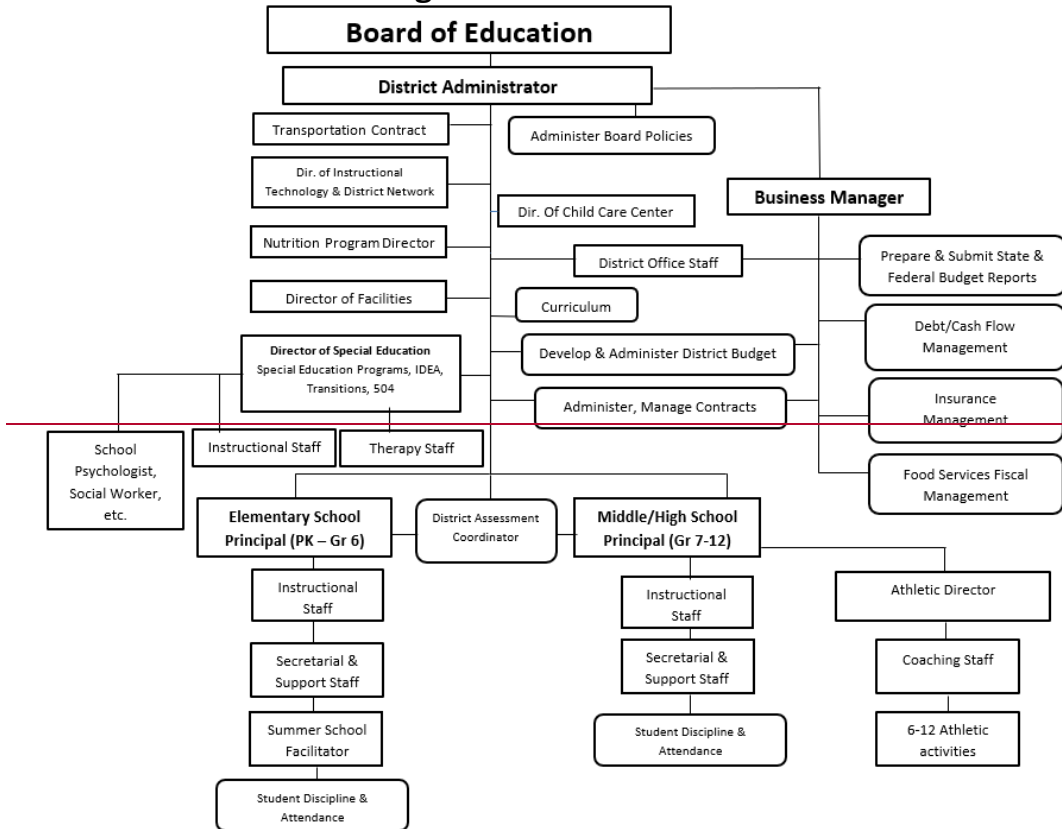 Board of Education
District Administrator
Transportation Contract
Administer Board Policies
Dir. of Instructional
Technology & District Network
Business Manager
Dir. Of Child Care Center
Nutrition Program Director
District Office Staff
Prepare & Submit State &
Federal Budget Reports
Director of Facilities
Curriculum
Debt/Cash Flow
Management
Director of Special Education
Special Education Programs, IDEA,
Transitions, 504
Develop & Administer District Budget
Administer, Manage Contracts
Insurance
Management
School
Psychologist,
Social Worker,
etc.
Instructional Staff
Therapy Staff
Food Services Fiscal
Management
Elementary School
Principal (PK – Gr 6)
District Assessment
Coordinator
Middle/High School
Principal (Gr 7-12)
Instructional
Staff
Instructional
Staff
Athletic Director
Secretarial &
Support Staff
Secretarial &
Support Staff
Coaching Staff
Summer School
Facilitator
Student Discipline &
Attendance
6-12 Athletic
activities
Student Discipline &
Attendance